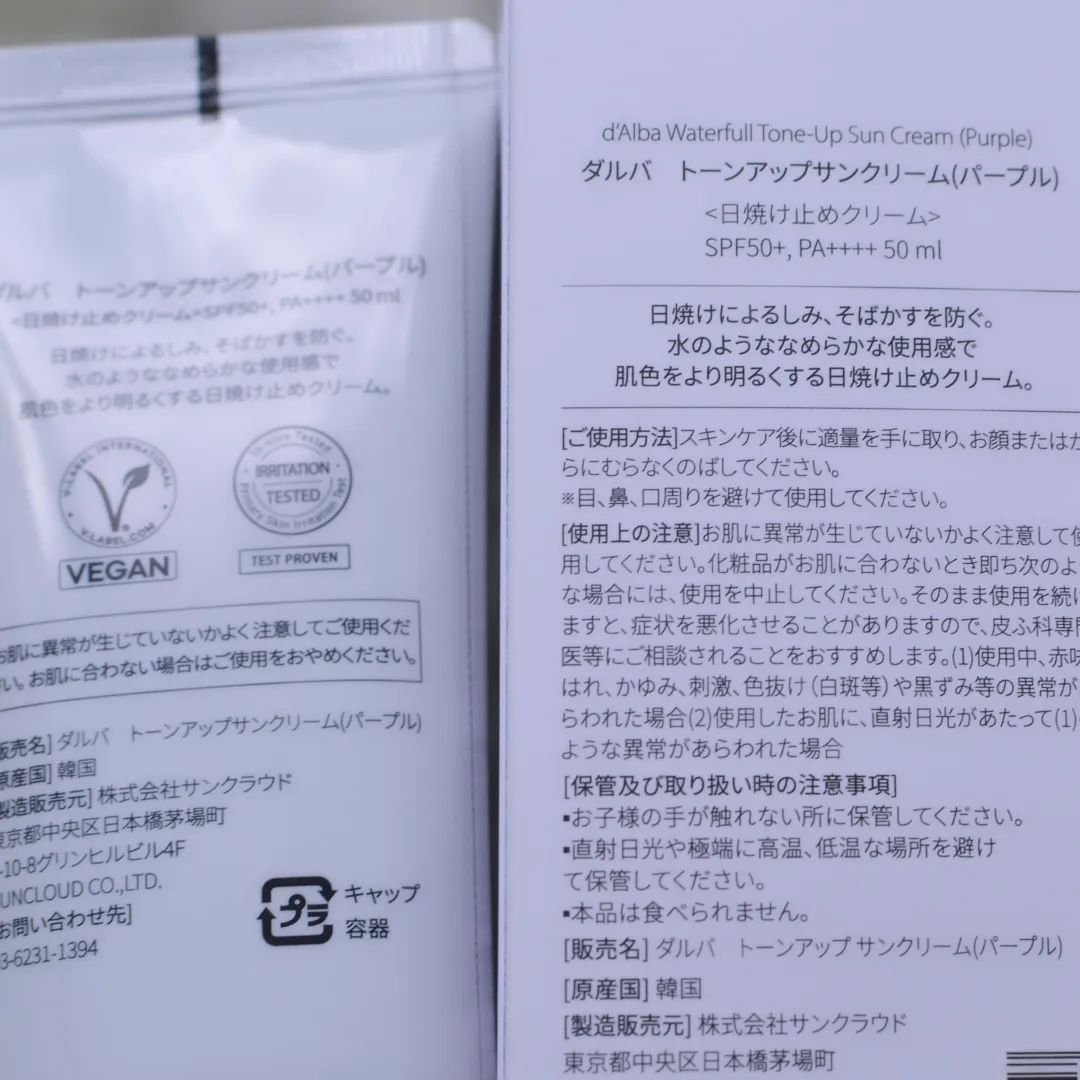 ダルバ　トーンアップサンクリーム(パープル)
<日焼け止めクリーム>SPF50+, PA++++ 50 ml
日焼けによるしみ、そばかすを防ぐ。
水のようななめらかな使用感で
肌色をより明るくする日焼け止めクリーム。
V-LABEL INTERNATIONAL
V-LABEL.COM
VEGAN
IRRITATION
TESTED
Primary Skin Irritation Test
TEST PROVEN
お肌に異常が生じていないかよく注意してご使用くだ
い。お肌に合わない場合はご使用をおやめください。
販売名] ダルバ　トーンアップサンクリーム(パープル)
原産国] 韓国
製造販売元] 株式会社サンクラウド
東京都中央区日本橋茅場町
-10-8グリンヒルビル4F
SUNCLOUD CO.,LTD.
お問い合わせ先]
03-6231-1394
プラ
キャップ
容器
d'Alba Waterfull Tone-Up Sun Cream (Purple)
ダルバ　トーンアップサンクリーム(パープル)
<日焼け止めクリーム>
SPF50+, PA++++ 50 ml
日焼けによるしみ、そばかすを防ぐ。
水のようななめらかな使用感で
肌色をより明るくする日焼け止めクリーム。
[ご使用方法]スキンケア後に適量を手に取り、お顔またはか
らにむらなくのばしてください。
※目、鼻、口周りを避けて使用してください。
[使用上の注意]お肌に異常が生じていないかよく注意して使
用してください。化粧品がお肌に合わないとき即ち次のよ
な場合には、使用を中止してください。そのまま使用を続け
ますと、症状を悪化させることがありますので、皮ふ科専門
医等にご相談されることをおすすめします。(1)使用中、赤味
はれ、かゆみ、刺激、色抜け（白斑等）や黒ずみ等の異常が
らわれた場合(2)使用したお肌に、直射日光があたって(1)
ような異常があらわれた場合
[保管及び取り扱い時の注意事項]
▪お子様の手が触れない所に保管してください。
▪直射日光や極端に高温、低温な場所を避け
て保管してください。
▪本品は食べられません。
[販売名] ダルバ　トーンアップ サンクリーム(パープル)
[原産国] 韓国
[製造販売元] 株式会社サンクラウド
東京都中央区日本橋茅場町